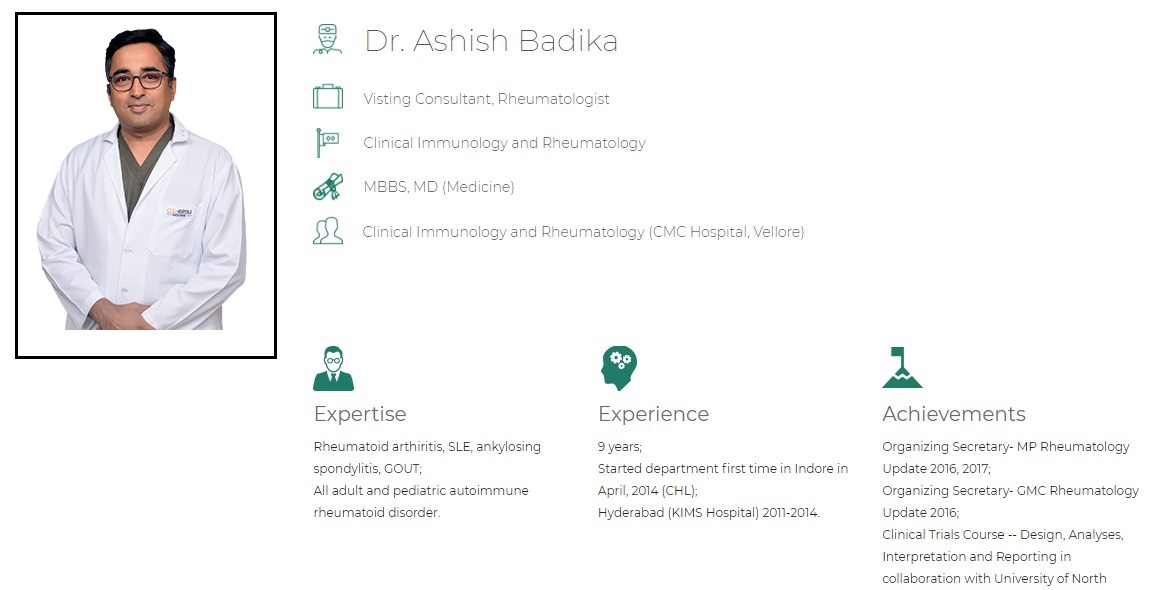 Dr. Ashish Badika
Visting Consultant, Rheumatologist
Clinical Immunology and Rheumatology
MBBS, MD (Medicine)
Clinical Immunology and Rheumatology (CMC Hospital, Vellore)
Expertise
Rheumatoid arthiritis, SLE, ankylosing
spondylitis, GOUT;
All adult and pediatric autoimmune
rheumatoid disorder.
Experience
9 years;
Started department first time in Indore in
April, 2014 (CHL);
Hyderabad (KIMS Hospital) 2011-2014.
Achievements
Organizing Secretary- MP Rheumatology
Update 2016, 2017;
Organizing Secretary- GMC Rheumatology
Update 2016;
Clinical Trials Course -- Design, Analyses,
Interpretation and Reporting in
collaboration with University of North